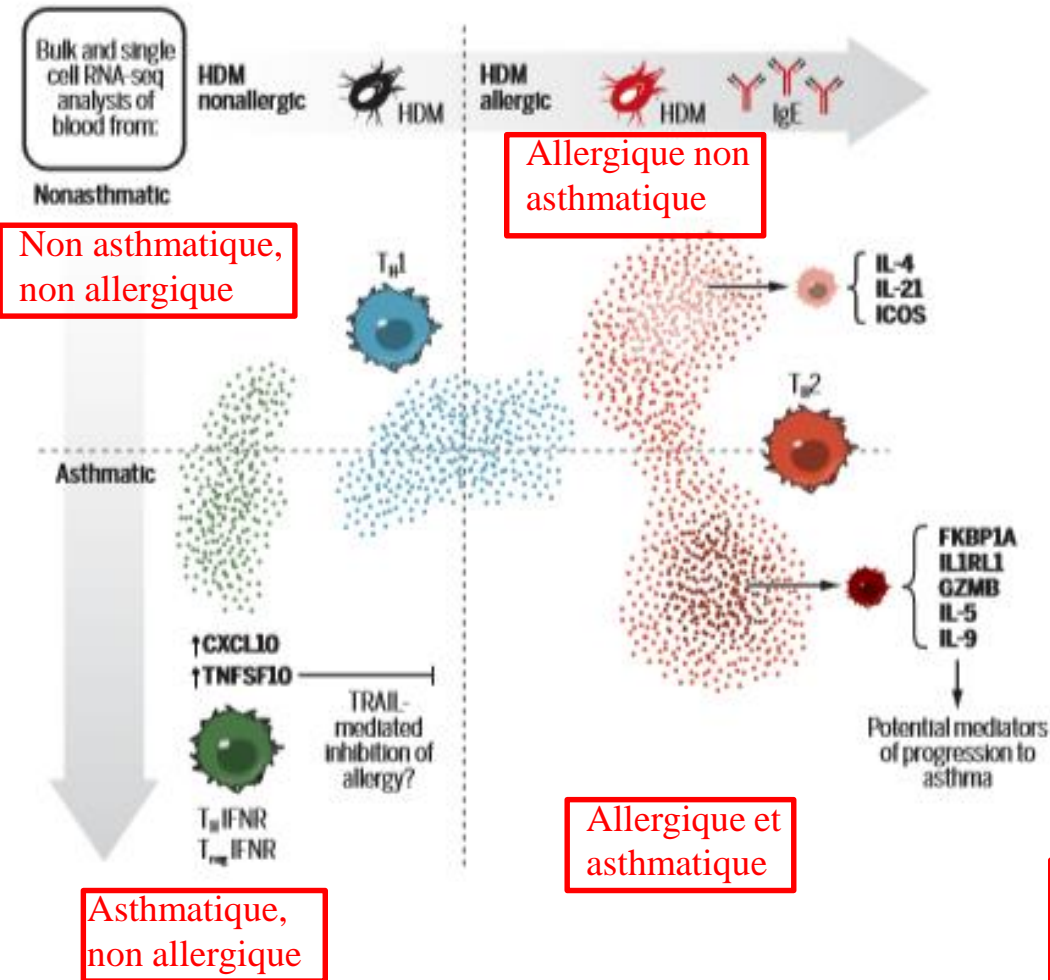 Bulk and single
cell RNA-seq
analysis of
blood from:
HDM
nonallergic
HDM
HDM
allergic
HDM
IgE
Nonasthmatic
Allergique non
asthmatique
Non asthmatique,
non allergique
TH1
IL-4
IL-21
ICOS
TH2
Asthmatic
FKBP1A
IL1RL1
GZMB
IL-5
IL-9
↑CXCL10
↑TNFSF10
TRAIL-
mediated
inhibition of
allergy?
Potential mediators
of progression to
asthma
TH IFNR
Treg IFNR
Allergique et
asthmatique
Asthmatique,
non allergique